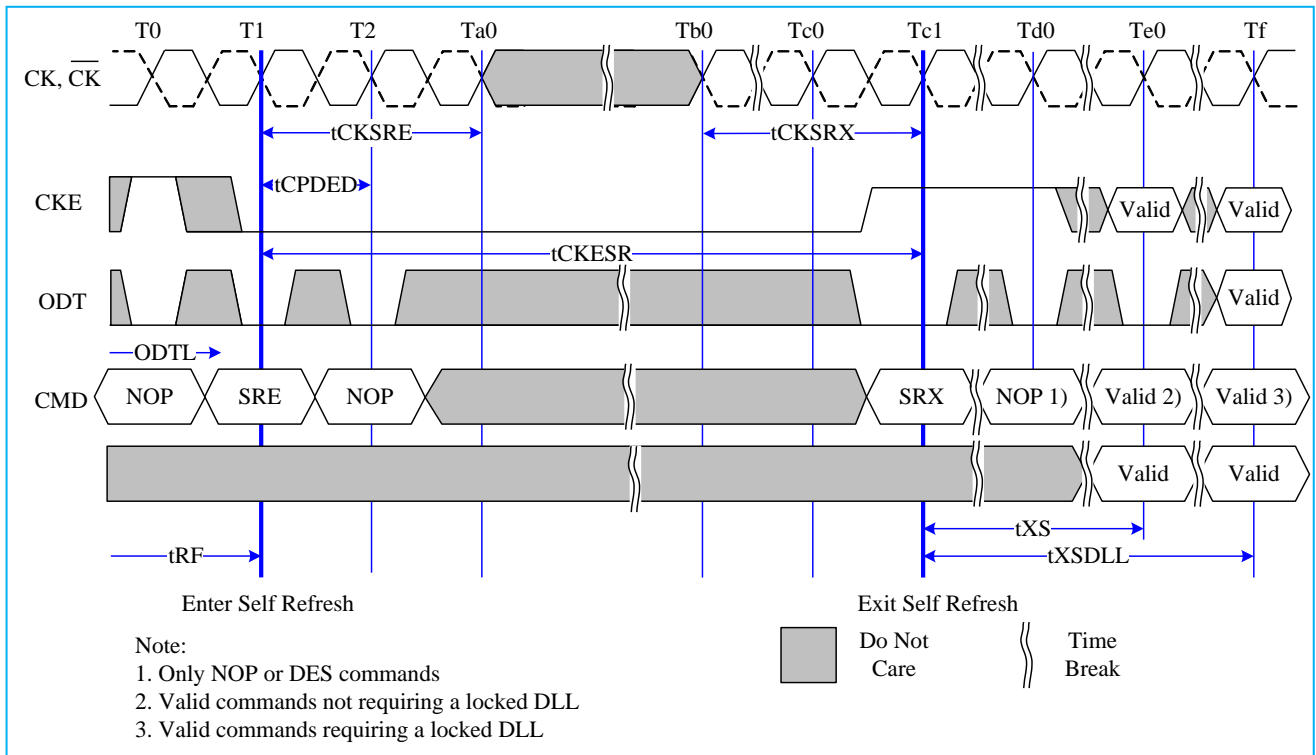 T0 T1 T2 Ta0 Tb0 Tc0 Tc1 Td0 Te0 Tf
CK, C̅K̅
tCKSRE tCKSRX
tCPDED
CKE Valid Valid
tCKESR
ODT Valid
ODTL
CMD NOP SRE NOP SRX NOP 1) Valid 2) Valid 3)
Valid Valid
tXS
tRF tXSDLL
Enter Self Refresh Exit Self Refresh
Note:
1. Only NOP or DES commands
2. Valid commands not requiring a locked DLL
3. Valid commands requiring a locked DLL
Do Not
Care
Time
Break